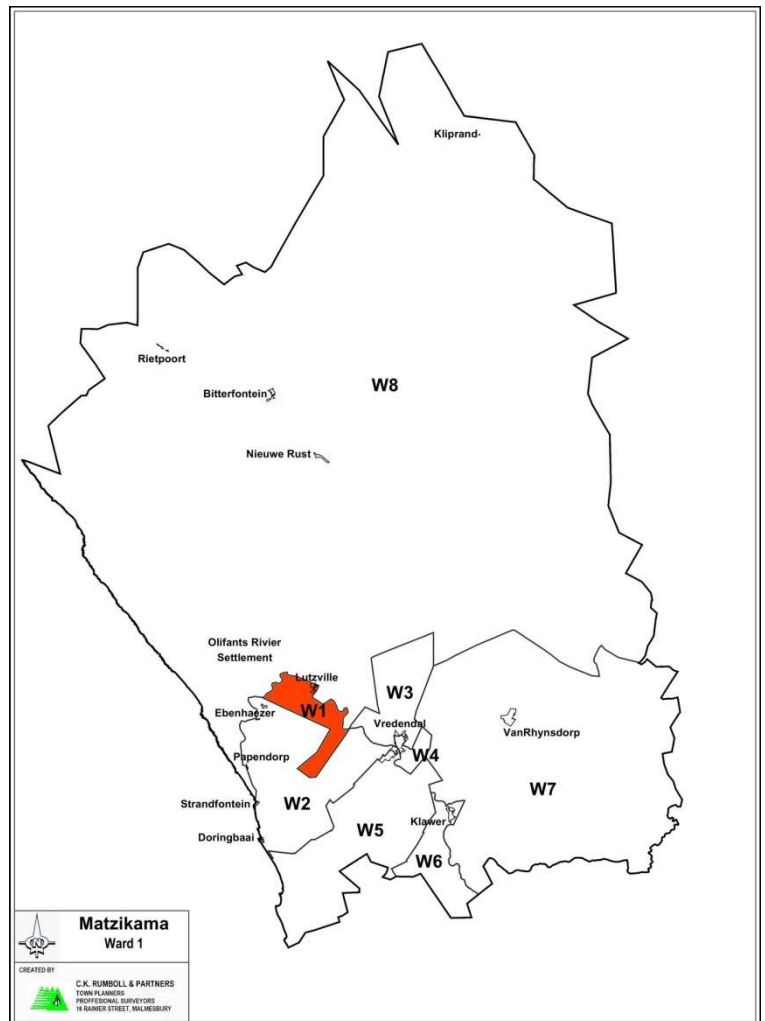 Kliprand
Rietpoort
W8
Bitterfontein
Nieuwe Rust
Olifants Rivier
Settlement
Lutzville
W3
Ebenhaezer
W1
Vredendal
VanRhynsdorp
Papendorp
W4
W7
Strandfontein
W2
Klawer
W5
Doringbaai
W6
Matzikama
Ward 1
N
CREATED BY
C.K. RUMBOLL & PARTNERS
TOWN PLANNERS
PROFFESIONAL SURVEYORS
16 RAINIER STREET, MALMESBURY